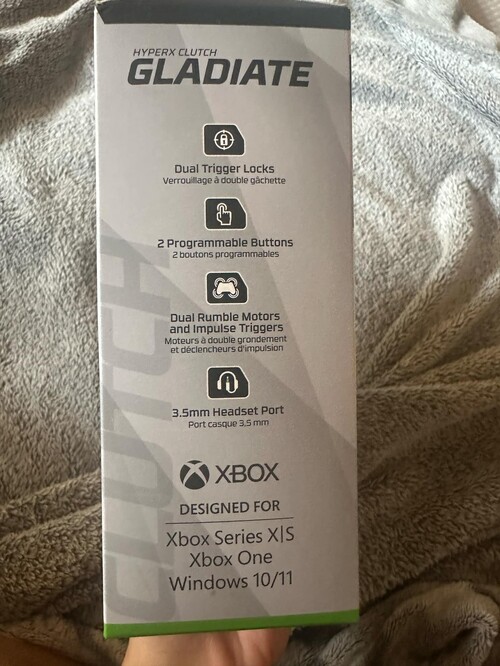 HYPERX CLUTCH
GLADIATE
Dual Trigger Locks
Verrouillage à double gâchette
2 Programmable Buttons
2 boutons programmables
Dual Rumble Motors
and Impulse Triggers
Moteurs à double grondement
et déclencheurs d'impulsion
3.5mm Headset Port
Port casque 3,5 mm
XBOX
DESIGNED FOR
Xbox Series X|S
Xbox One
Windows 10/11